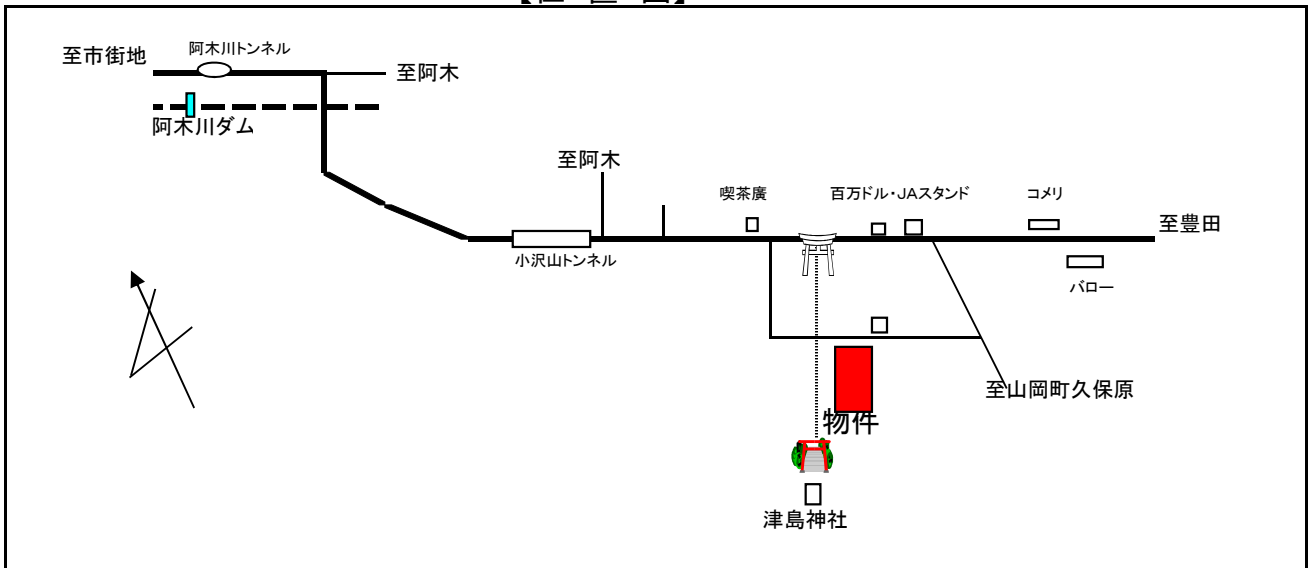 至市街地
阿木川トンネル
至阿木
阿木川ダム
至阿木
喫茶廣
百万ドル・JAスタンド
コメリ
至豊田
小沢山トンネル
バロー
至山岡町久保原
物件
津島神社